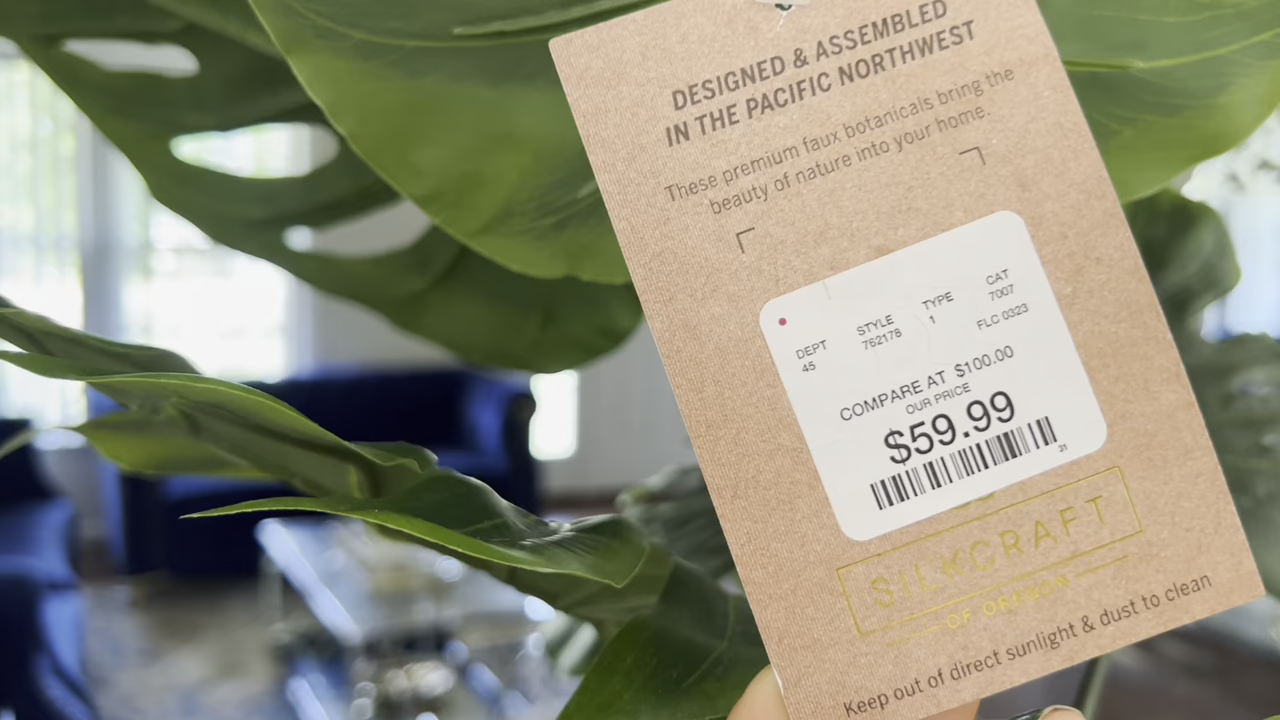 DESIGNED & ASSEMBLED
IN THE PACIFIC NORTHWEST
These premium faux botanicals bring the
beauty of nature into your home.
DEPT STYLE TYPE CAT
45 762178 1 7007
FLC 0323
COMPARE AT $100.00
OUR PRICE
$59.99
31
SILKCRAFT
OF OREGON
Keep out of direct sunlight & dust to clean